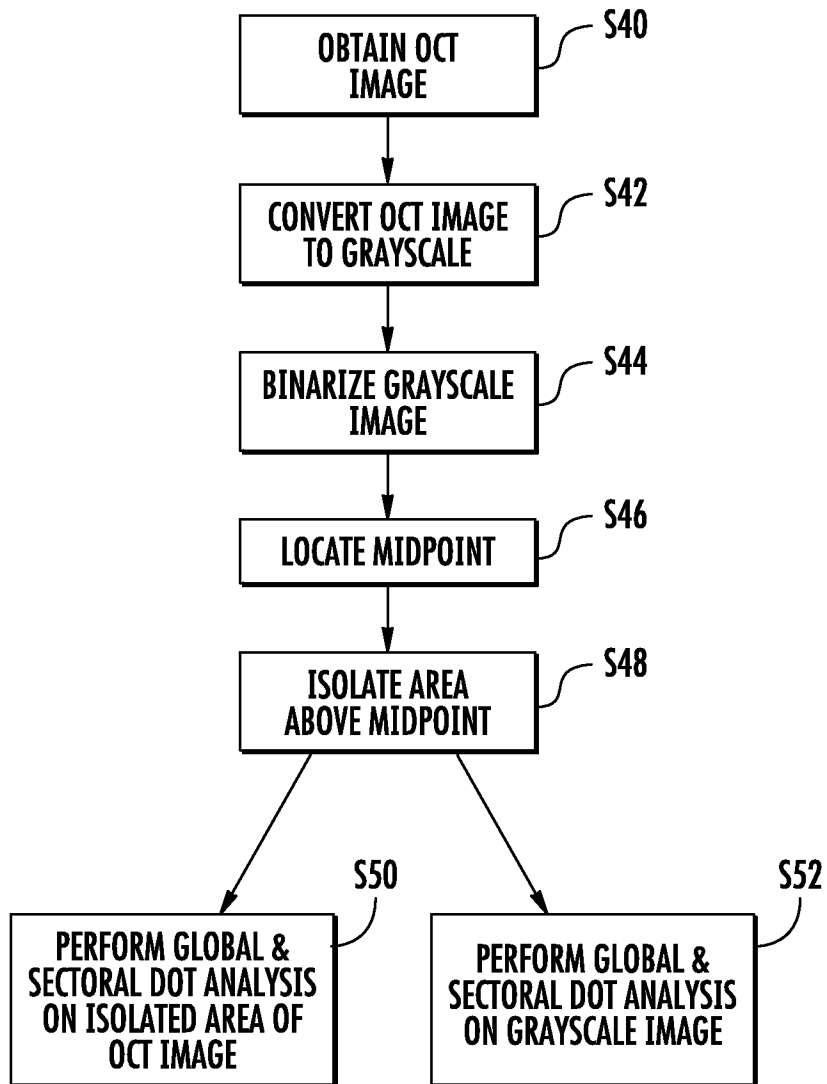 S40
OBTAIN OCT
IMAGE
S42
CONVERT OCT IMAGE
TO GRAYSCALE
S44
BINARIZE GRAYSCALE
IMAGE
S46
LOCATE MIDPOINT
S48
ISOLATE AREA
ABOVE MIDPOINT
S50
PERFORM GLOBAL &
SECTORAL DOT ANALYSIS
ON ISOLATED AREA OF
OCT IMAGE
S52
PERFORM GLOBAL &
SECTORAL DOT ANALYSIS
ON GRAYSCALE IMAGE